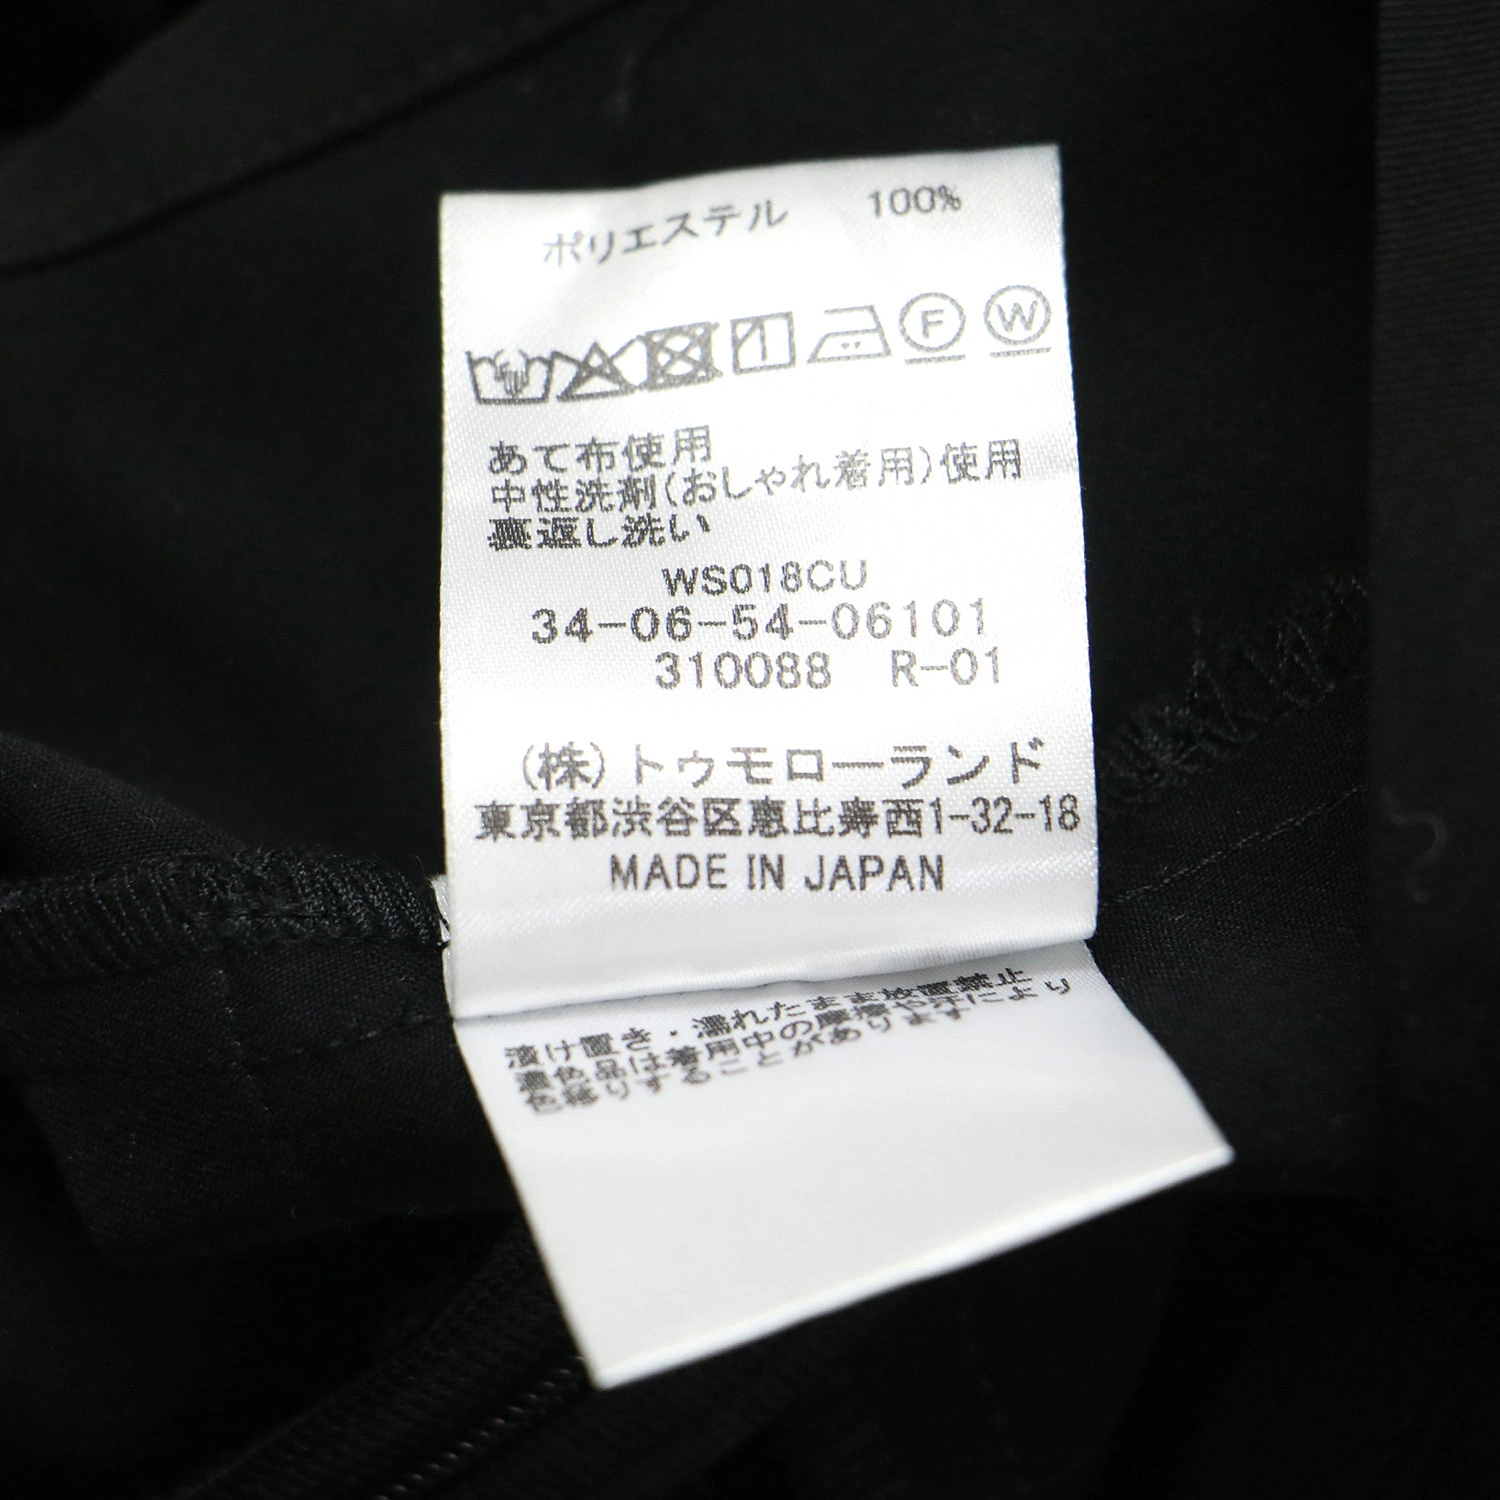 ポリエステル 100%
F W
あて布使用
中性洗剤(おしゃれ着用)使用
裏返し洗い
WS018CU
34-06-54-06101
310088 R-01
(株)トゥモローランド
東京都渋谷区恵比寿西1-32-18
MADE IN JAPAN
漬け置き・濡れたまま放置禁止
濃色品は着用中の摩擦や汗により
色移りすることがあります